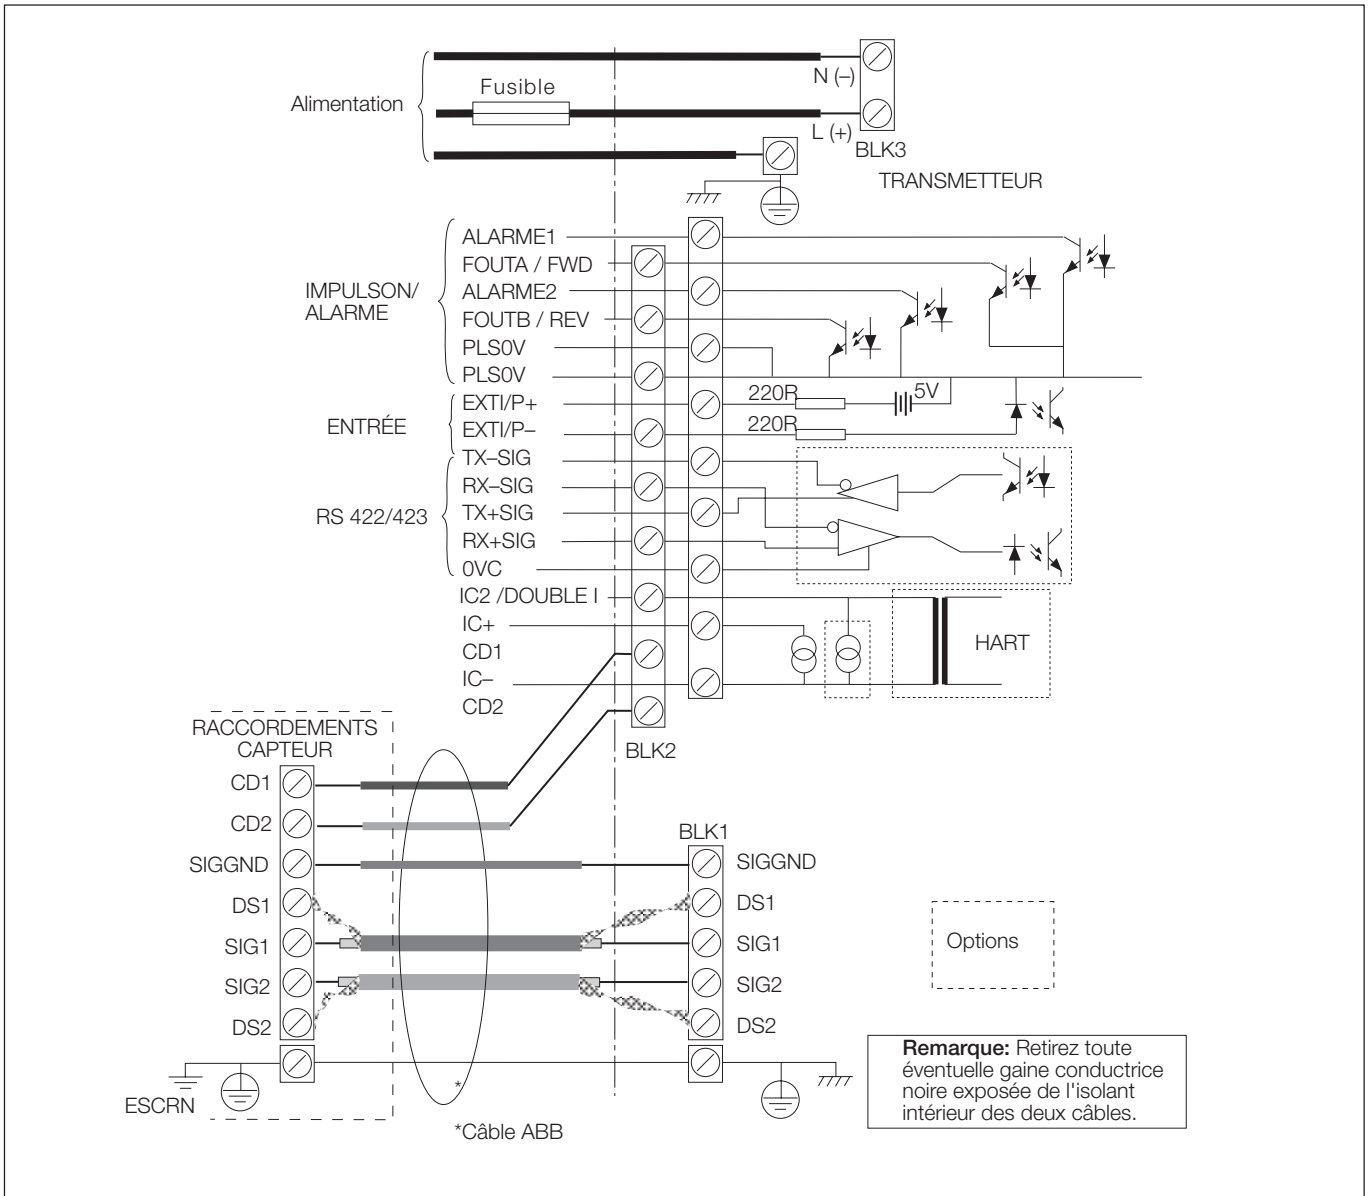 N (–)
Fusible
Alimentation
L (+)
BLK3
TRANSMETTEUR
ALARME1
FOUTA / FWD
IMPULSON/
ALARME
ALARME2
FOUTB / REV
PLS0V
PLS0V
ENTRÉE
EXTI/P+
220R
5V
EXTI/P–
220R
RS 422/423
TX–SIG
RX–SIG
TX+SIG
RX+SIG
0VC
IC2 /DOUBLE I
IC+
CD1
IC–
CD2
HART
BLK2
RACCORDEMENTS
CAPTEUR
CD1
CD2
SIGGND
DS1
SIG1
SIG2
DS2
ESCRN
BLK1
SIGGND
DS1
SIG1
SIG2
DS2
Options
*
*Câble ABB
Remarque: Retirez toute
éventuelle gaine conductrice
noire exposée de l'isolant
intérieur des deux câbles.